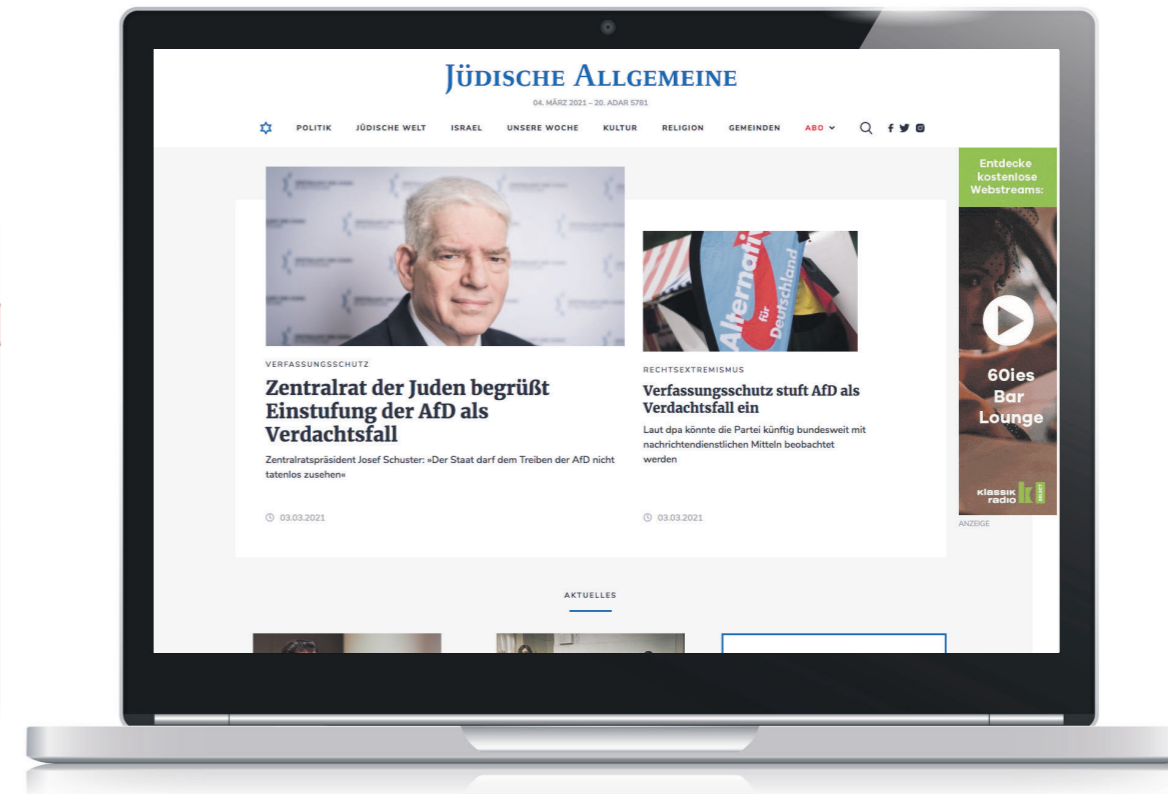 JÜDISCHE ALLGEMEINE
04. MÄRZ 2021 – 20. ADAR 5781
POLITIK JÜDISCHE WELT ISRAEL UNSERE WOCHE KULTUR RELIGION GEMEINDEN ABO
Entdecke
kostenlose
Webstreams:
Alternativ
für
Deutschland
VERFASSUNGSSCHUTZ
Zentralrat der Juden begrüßt
Einstufung der AfD als
Verdachtsfall
Zentralratspräsident Josef Schuster: »Der Staat darf dem Treiben der AfD nicht
tatenlos zusehen«
03.03.2021
RECHTSEXTREMISMUS
Verfassungsschutz stuft AfD als
Verdachtsfall ein
Laut dpa könnte die Partei künftig bundesweit mit
nachrichtendienstlichen Mitteln beobachtet
werden
03.03.2021
60ies
Bar
Lounge
Klassik
radio
SELECT
ANZEIGE
AKTUELLES